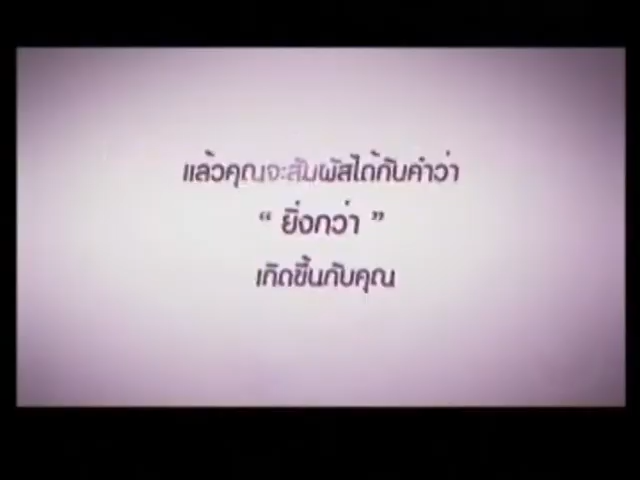 แล้วคุณจะสัมผัสได้กับคำว่า
“ ยิ่งกว่า ”
เกิดขึ้นกับคุณ